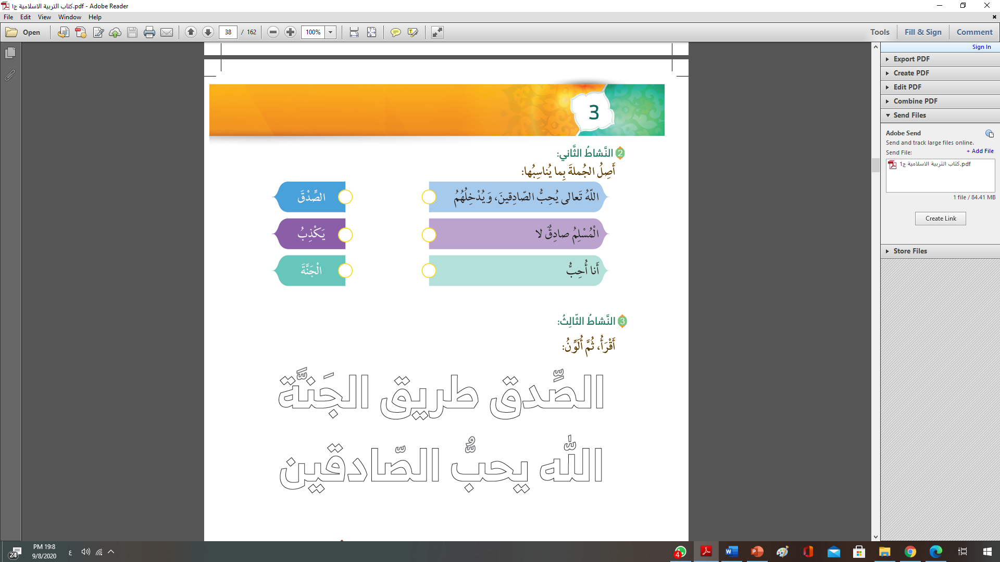 كتاب التربية الاسلامية ج1.pdf - Adobe Reader
File Edit View Window Help
Open 38 / 162 100% Tools Fill & Sign Comment
Sign In
Export PDF
Create PDF
Edit PDF
Combine PDF
Send Files
Adobe Send
Send and track large files online.
Send File: + Add File
كتاب التربية الاسلامية ج1.pdf
1 file / 84.41 MB
Create Link
Store Files
3
2 النَّشاطُ الثَّاني:
أَصِلُ الجُملةَ بِما يُناسِبُها:
اللّهُ تَعالى يُحِبُّ الصّادِقينَ، وَيُدْخِلُهُمُ الصِّدْقَ
الْمُسْلِمُ صادِقٌ لا يَكْذِبُ
أَنا أُحِبُّ الْجَنَّةَ
3 النَّشاطُ الثّالِثُ:
أَقْرَأُ، ثُمَّ أُلَوِّنُ:
الصِّدق طريق الجَنَّة
اللّٰه يحبُّ الصّادقين
24 PM 19:8 ع 4
9/8/2020